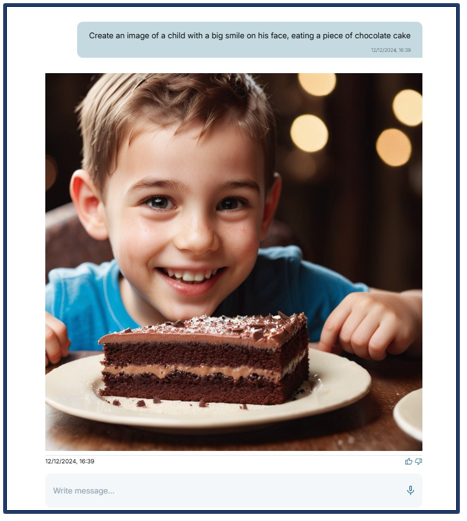 Create an image of a child with a big smile on his face, eating a piece of chocolate cake
12/12/2024, 16:39
12/12/2024, 16:39
Write message...